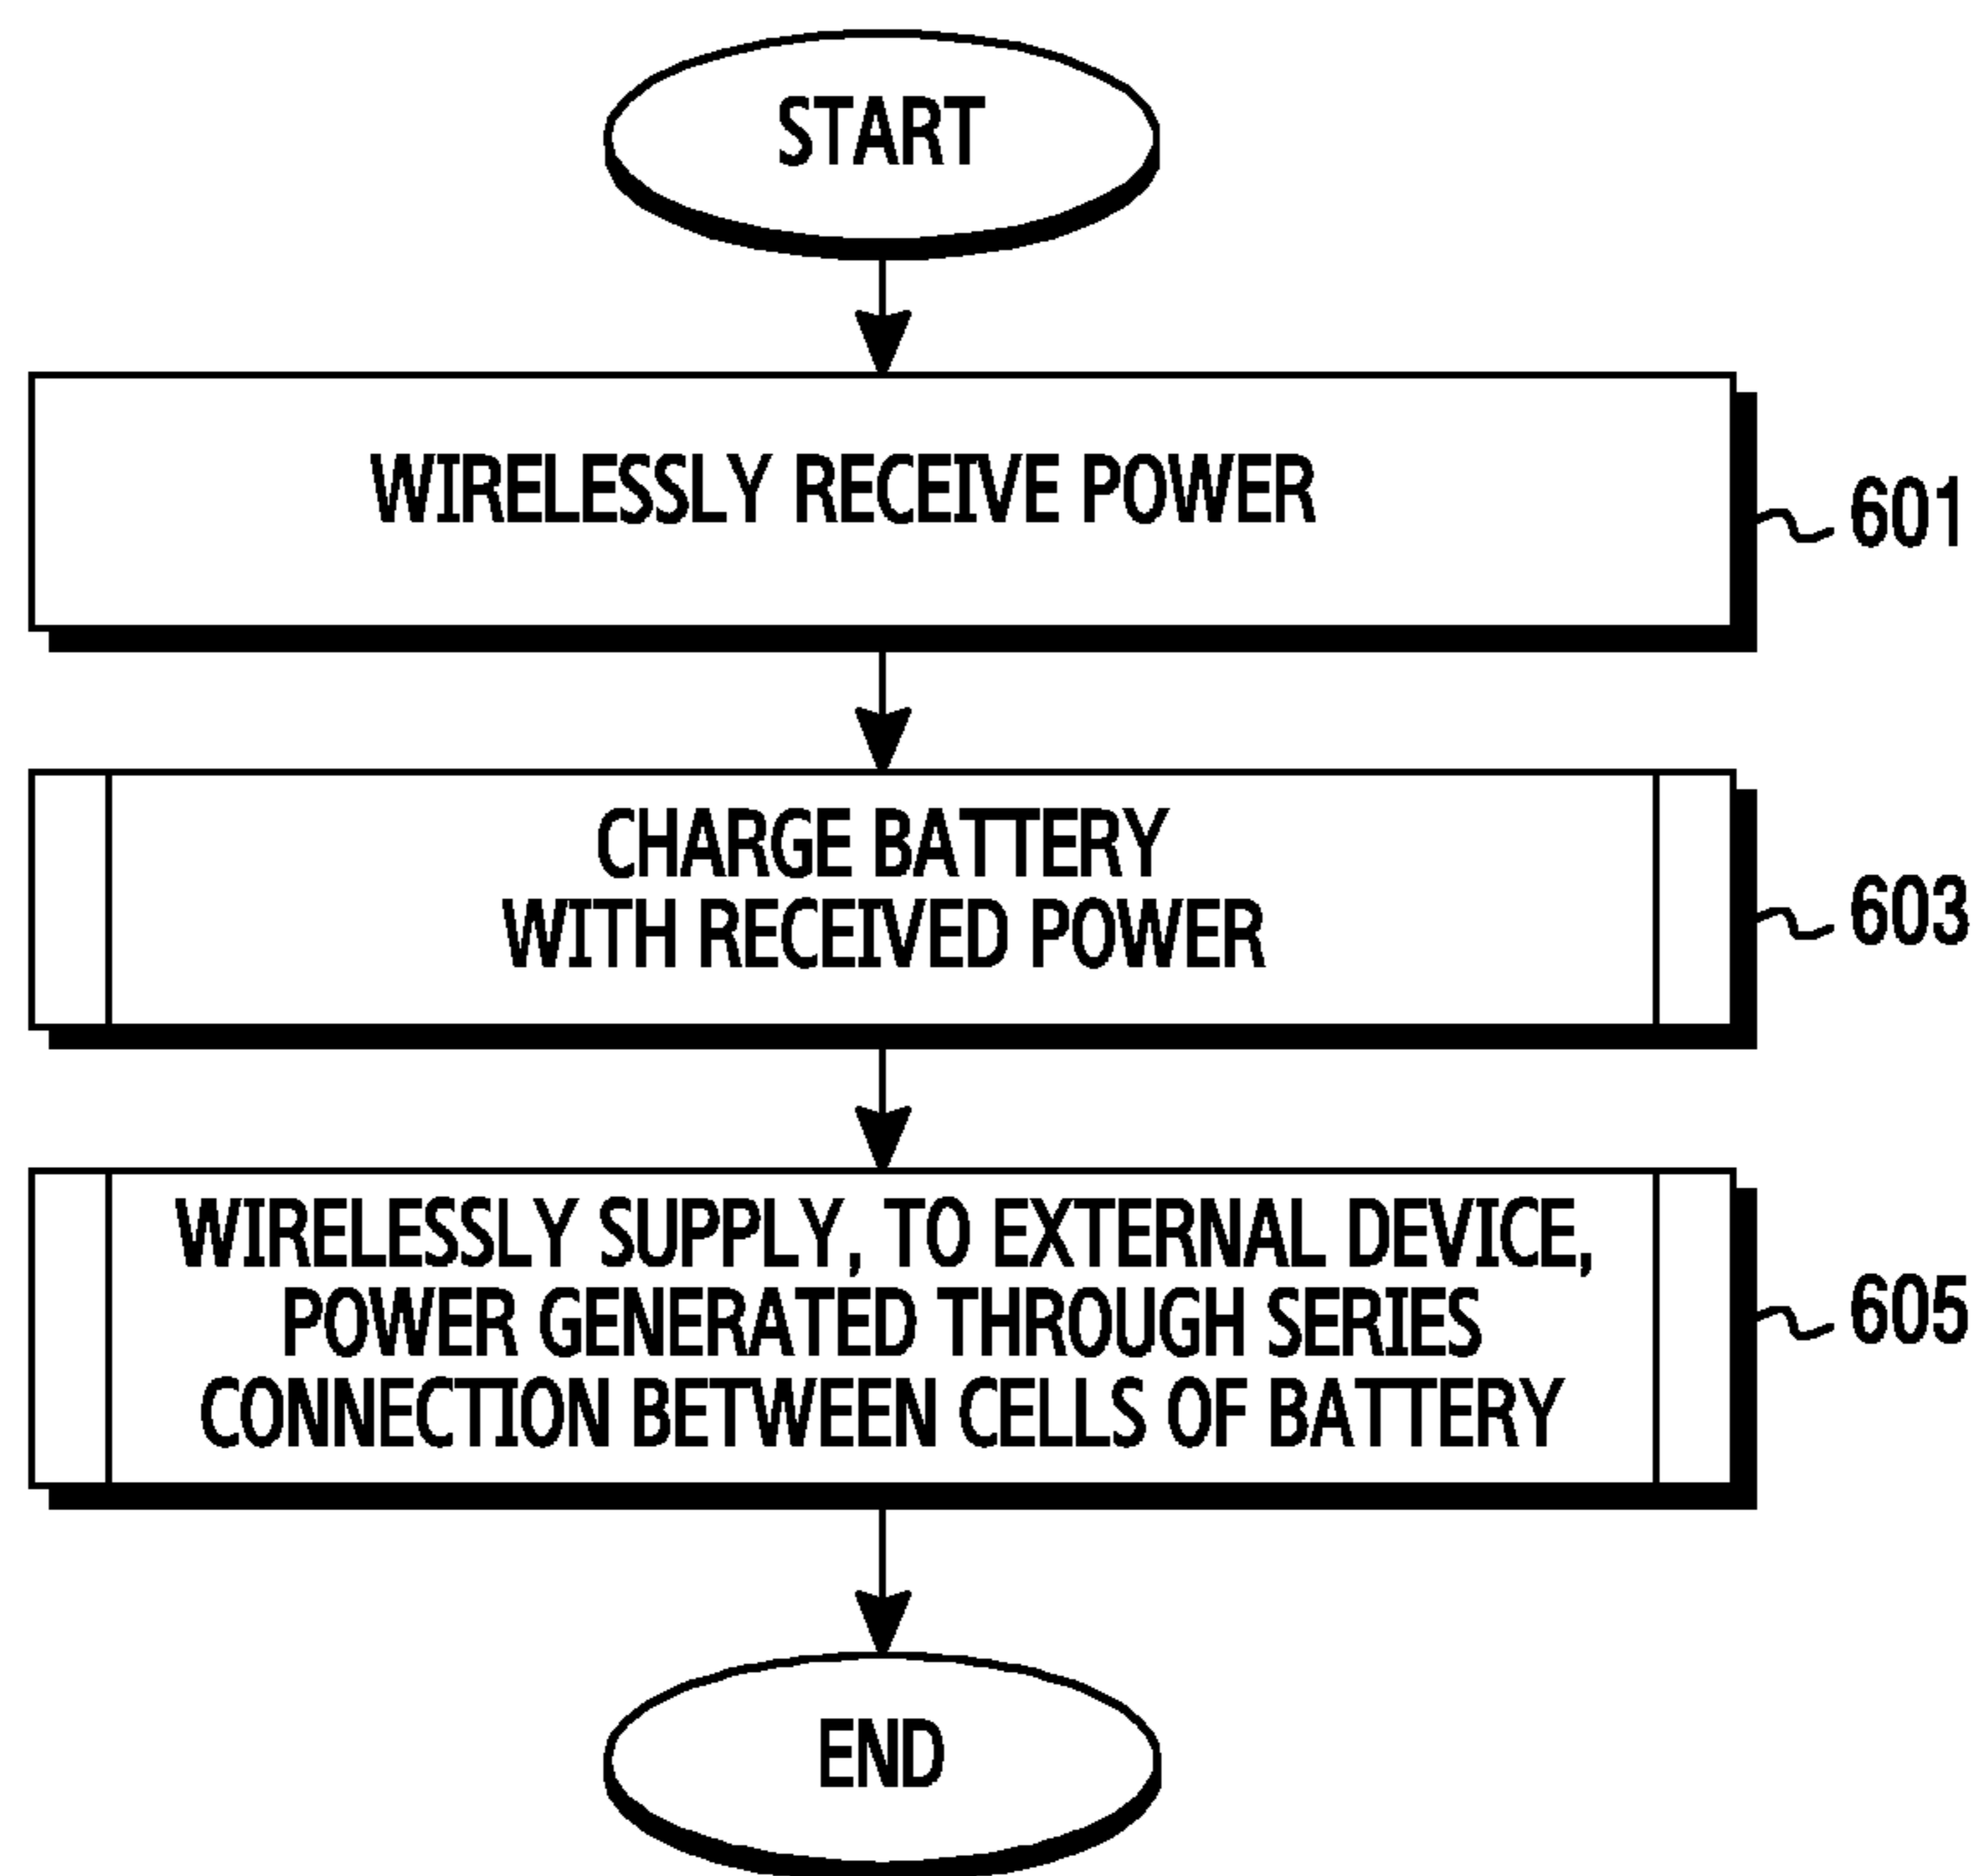 START
WIRELESSLY RECEIVE POWER
601
CHARGE BATTERY
WITH RECEIVED POWER
603
WIRELESSLY SUPPLY, TO EXTERNAL DEVICE,
POWER GENERATED THROUGH SERIES
CONNECTION BETWEEN CELLS OF BATTERY
605
END